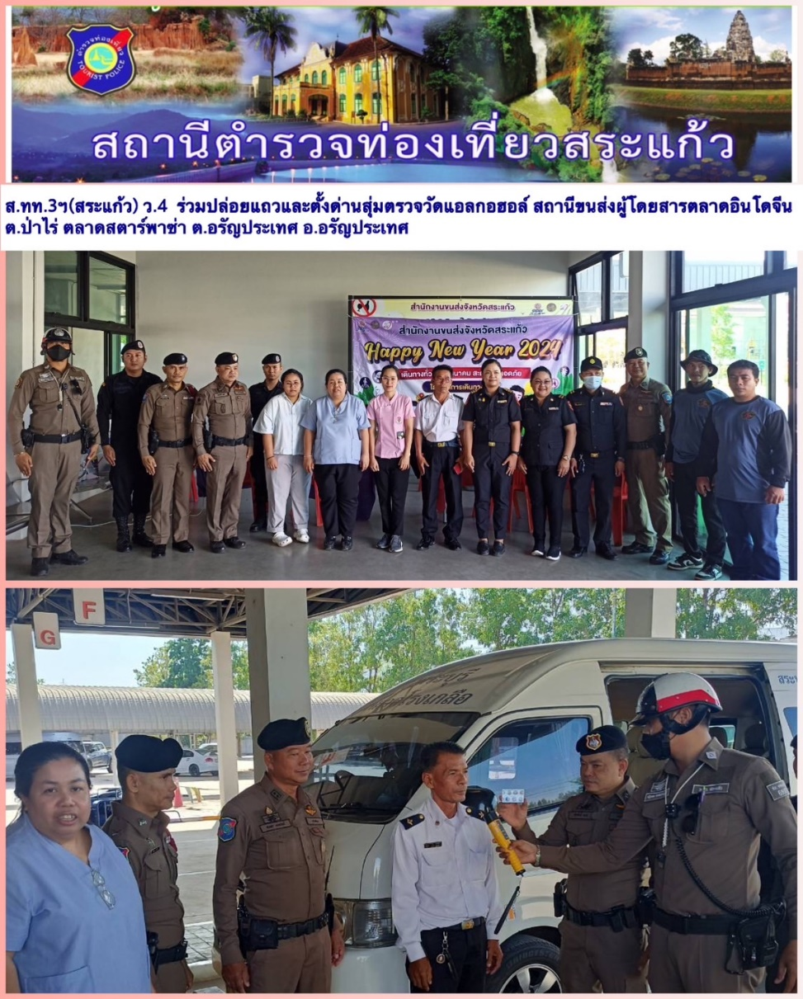 ตำรวจท่องเที่ยว
TOURIST POLICE
สถานีตำรวจท่องเที่ยวสระแก้ว
ส.ทท.3ฯ(สระแก้ว) ว.4 ร่วมปล่อยแถวและตั้งด่านสุ่มตรวจวัดแอลกอฮอล์ สถานีขนส่งผู้โดยสารตลาดอินโดจีน
ต.ป่าไร่ ตลาดสตาร์พาซ่า ต.อรัญประเทศ อ.อรัญประเทศ
สำนักงานขนส่งจังหวัดสระแก้ว
สำนักงานขนส่งจังหวัดสระแก้ว
Happy New Year 2024
F
G